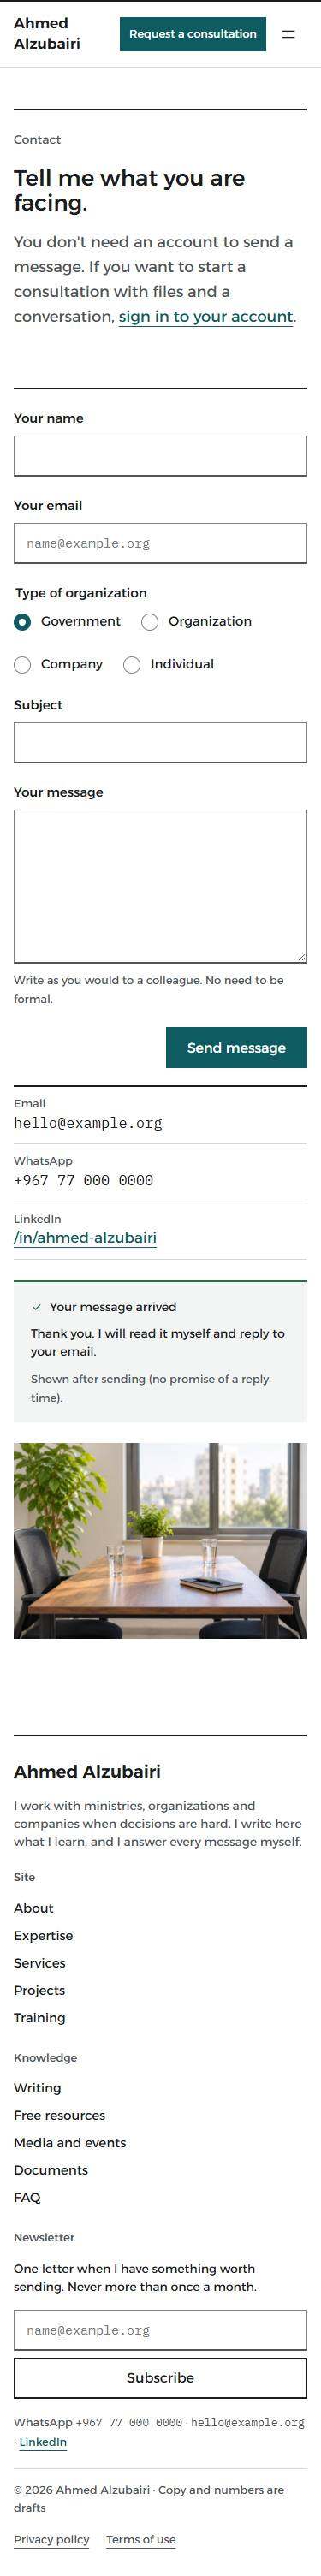 Ahmed
Alzubairi
Request a consultation
Contact
Tell me what you are
facing.
You don't need an account to send a
message. If you want to start a
consultation with files and a
conversation, sign in to your account.
Your name
Your email
name@example.org
Type of organization
Government
Organization
Company
Individual
Subject
Your message
Write as you would to a colleague. No need to be
formal.
Send message
Email
hello@example.org
WhatsApp
+967 77 000 0000
LinkedIn
/in/ahmed-alzubairi
Your message arrived
Thank you. I will read it myself and reply to
your email.
Shown after sending (no promise of a reply
time).
Ahmed Alzubairi
I work with ministries, organizations and
companies when decisions are hard. I write here
what I learn, and I answer every message myself.
Site
About
Expertise
Services
Projects
Training
Knowledge
Writing
Free resources
Media and events
Documents
FAQ
Newsletter
One letter when I have something worth
sending. Never more than once a month.
name@example.org
Subscribe
WhatsApp +967 77 000 0000 · hello@example.org
· LinkedIn
© 2026 Ahmed Alzubairi · Copy and numbers are
drafts
Privacy policy
Terms of use